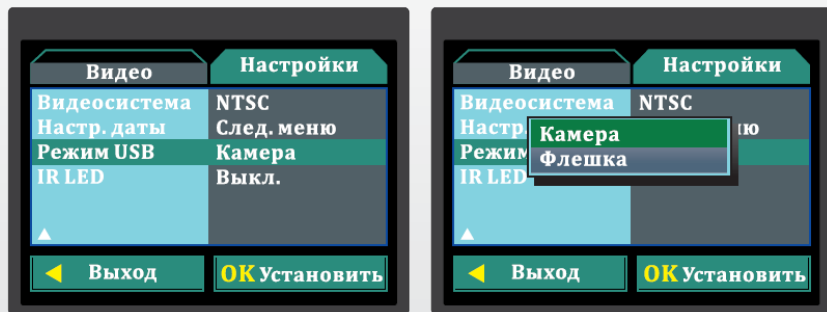 Видео Настройки
Видеосистема NTSC
Настр. даты След. меню
Режим USB Камера
IR LED Выкл.
Выход OK Установить
Видео Настройки
Видеосистема NTSC
Настр. ню
Камера
Режим
Флешка
IR LED
Выход OK Установить